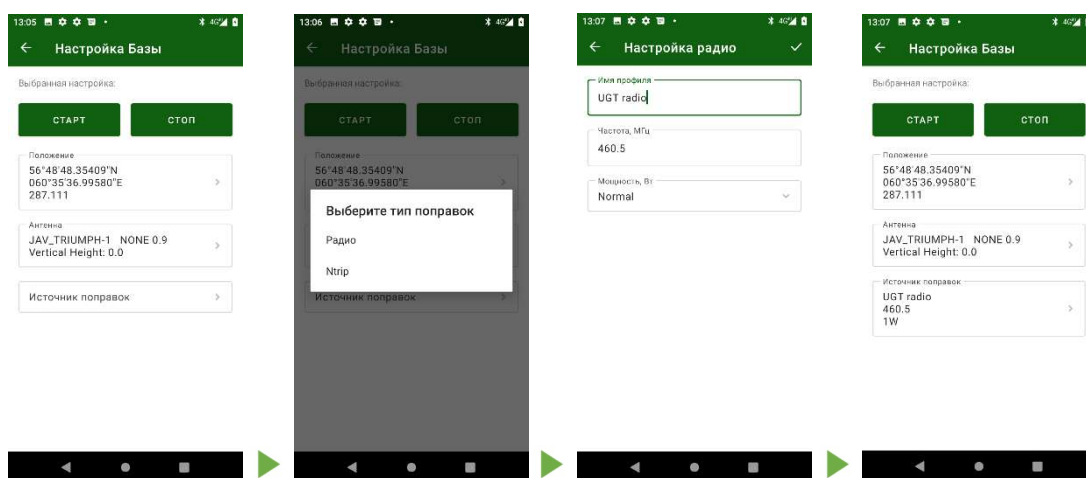 13:05
4G
Настройка Базы
Выбранная настройка:
СТАРТ
СТОП
Положение
56°48'48.35409"N
060°35'36.99580"E
287.111
Антенна
JAV_TRIUMPH-1 NONE 0.9
Vertical Height: 0.0
Источник поправок
13:06
4G
Настройка Базы
Выбранная настройка:
СТАРТ
СТОП
Положение
56°48'48.35409"N
060°35'36.99580"E
Выберите тип поправок
Радио
Ntrip
Источник поправок
13:07
4G
Настройка радио
Имя профиля
UGT radio
Частота, МГц
460.5
Мощность, Вт
Normal
13:07
4G
Настройка Базы
Выбранная настройка:
СТАРТ
СТОП
Положение
56°48'48.35409"N
060°35'36.99580"E
287.111
Антенна
JAV_TRIUMPH-1 NONE 0.9
Vertical Height: 0.0
Источник поправок
UGT radio
460.5
1W